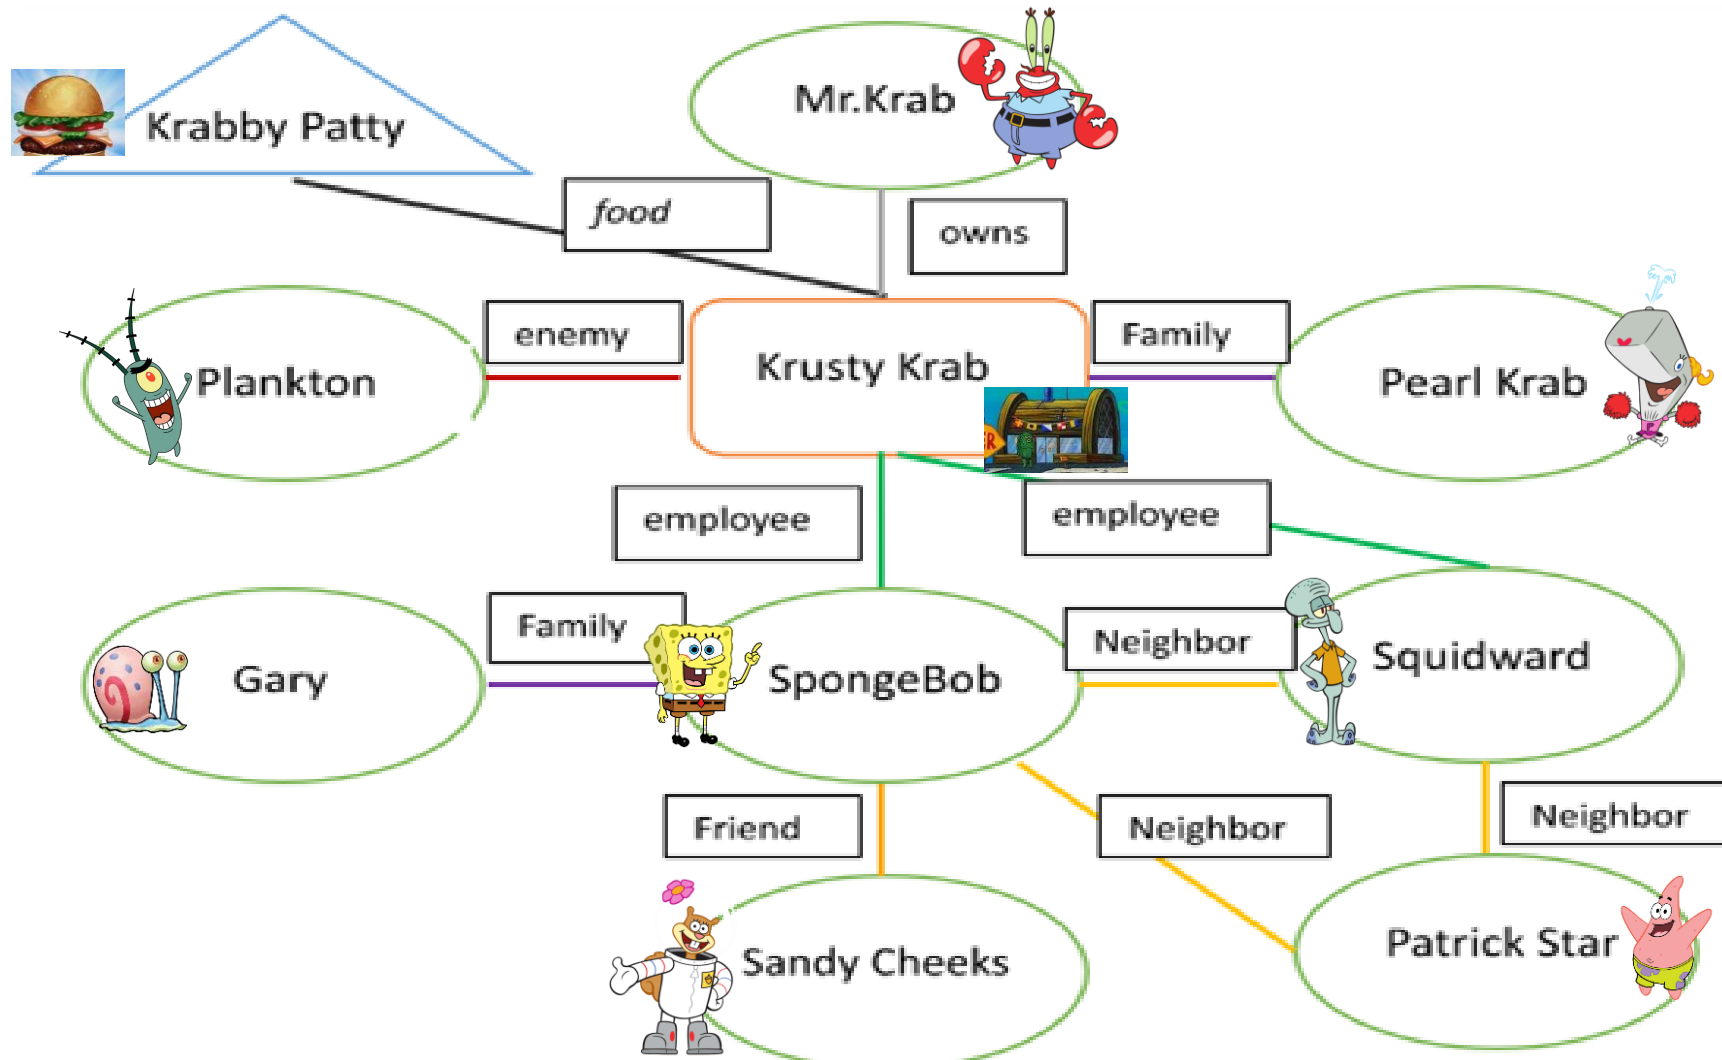 Mr.Krab
Krabby Patty
food
owns
enemy
Family
Krusty Krab
Plankton
Pearl Krab
employee
employee
Family
Neighbor
Gary
SpongeBob
Squidward
Friend
Neighbor
Neighbor
Sandy Cheeks
Patrick Star